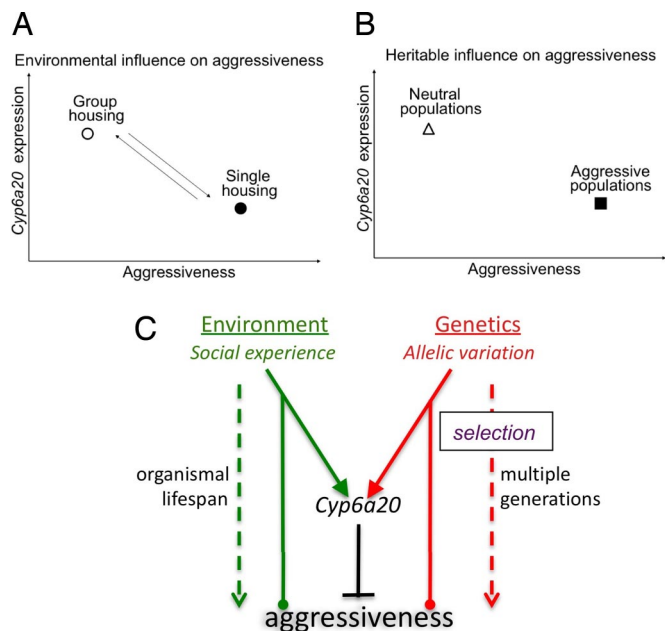 A
Environmental influence on aggressiveness
Group
housing
Single
housing
Cyp6a20 expression
Aggressiveness
B
Heritable influence on aggressiveness
Neutral
populations
Aggressive
populations
Cyp6a20 expression
Aggressiveness
C
Environment
Social experience
Genetics
Allelic variation
selection
organismal
lifespan
multiple
generations
Cyp6a20
aggressiveness